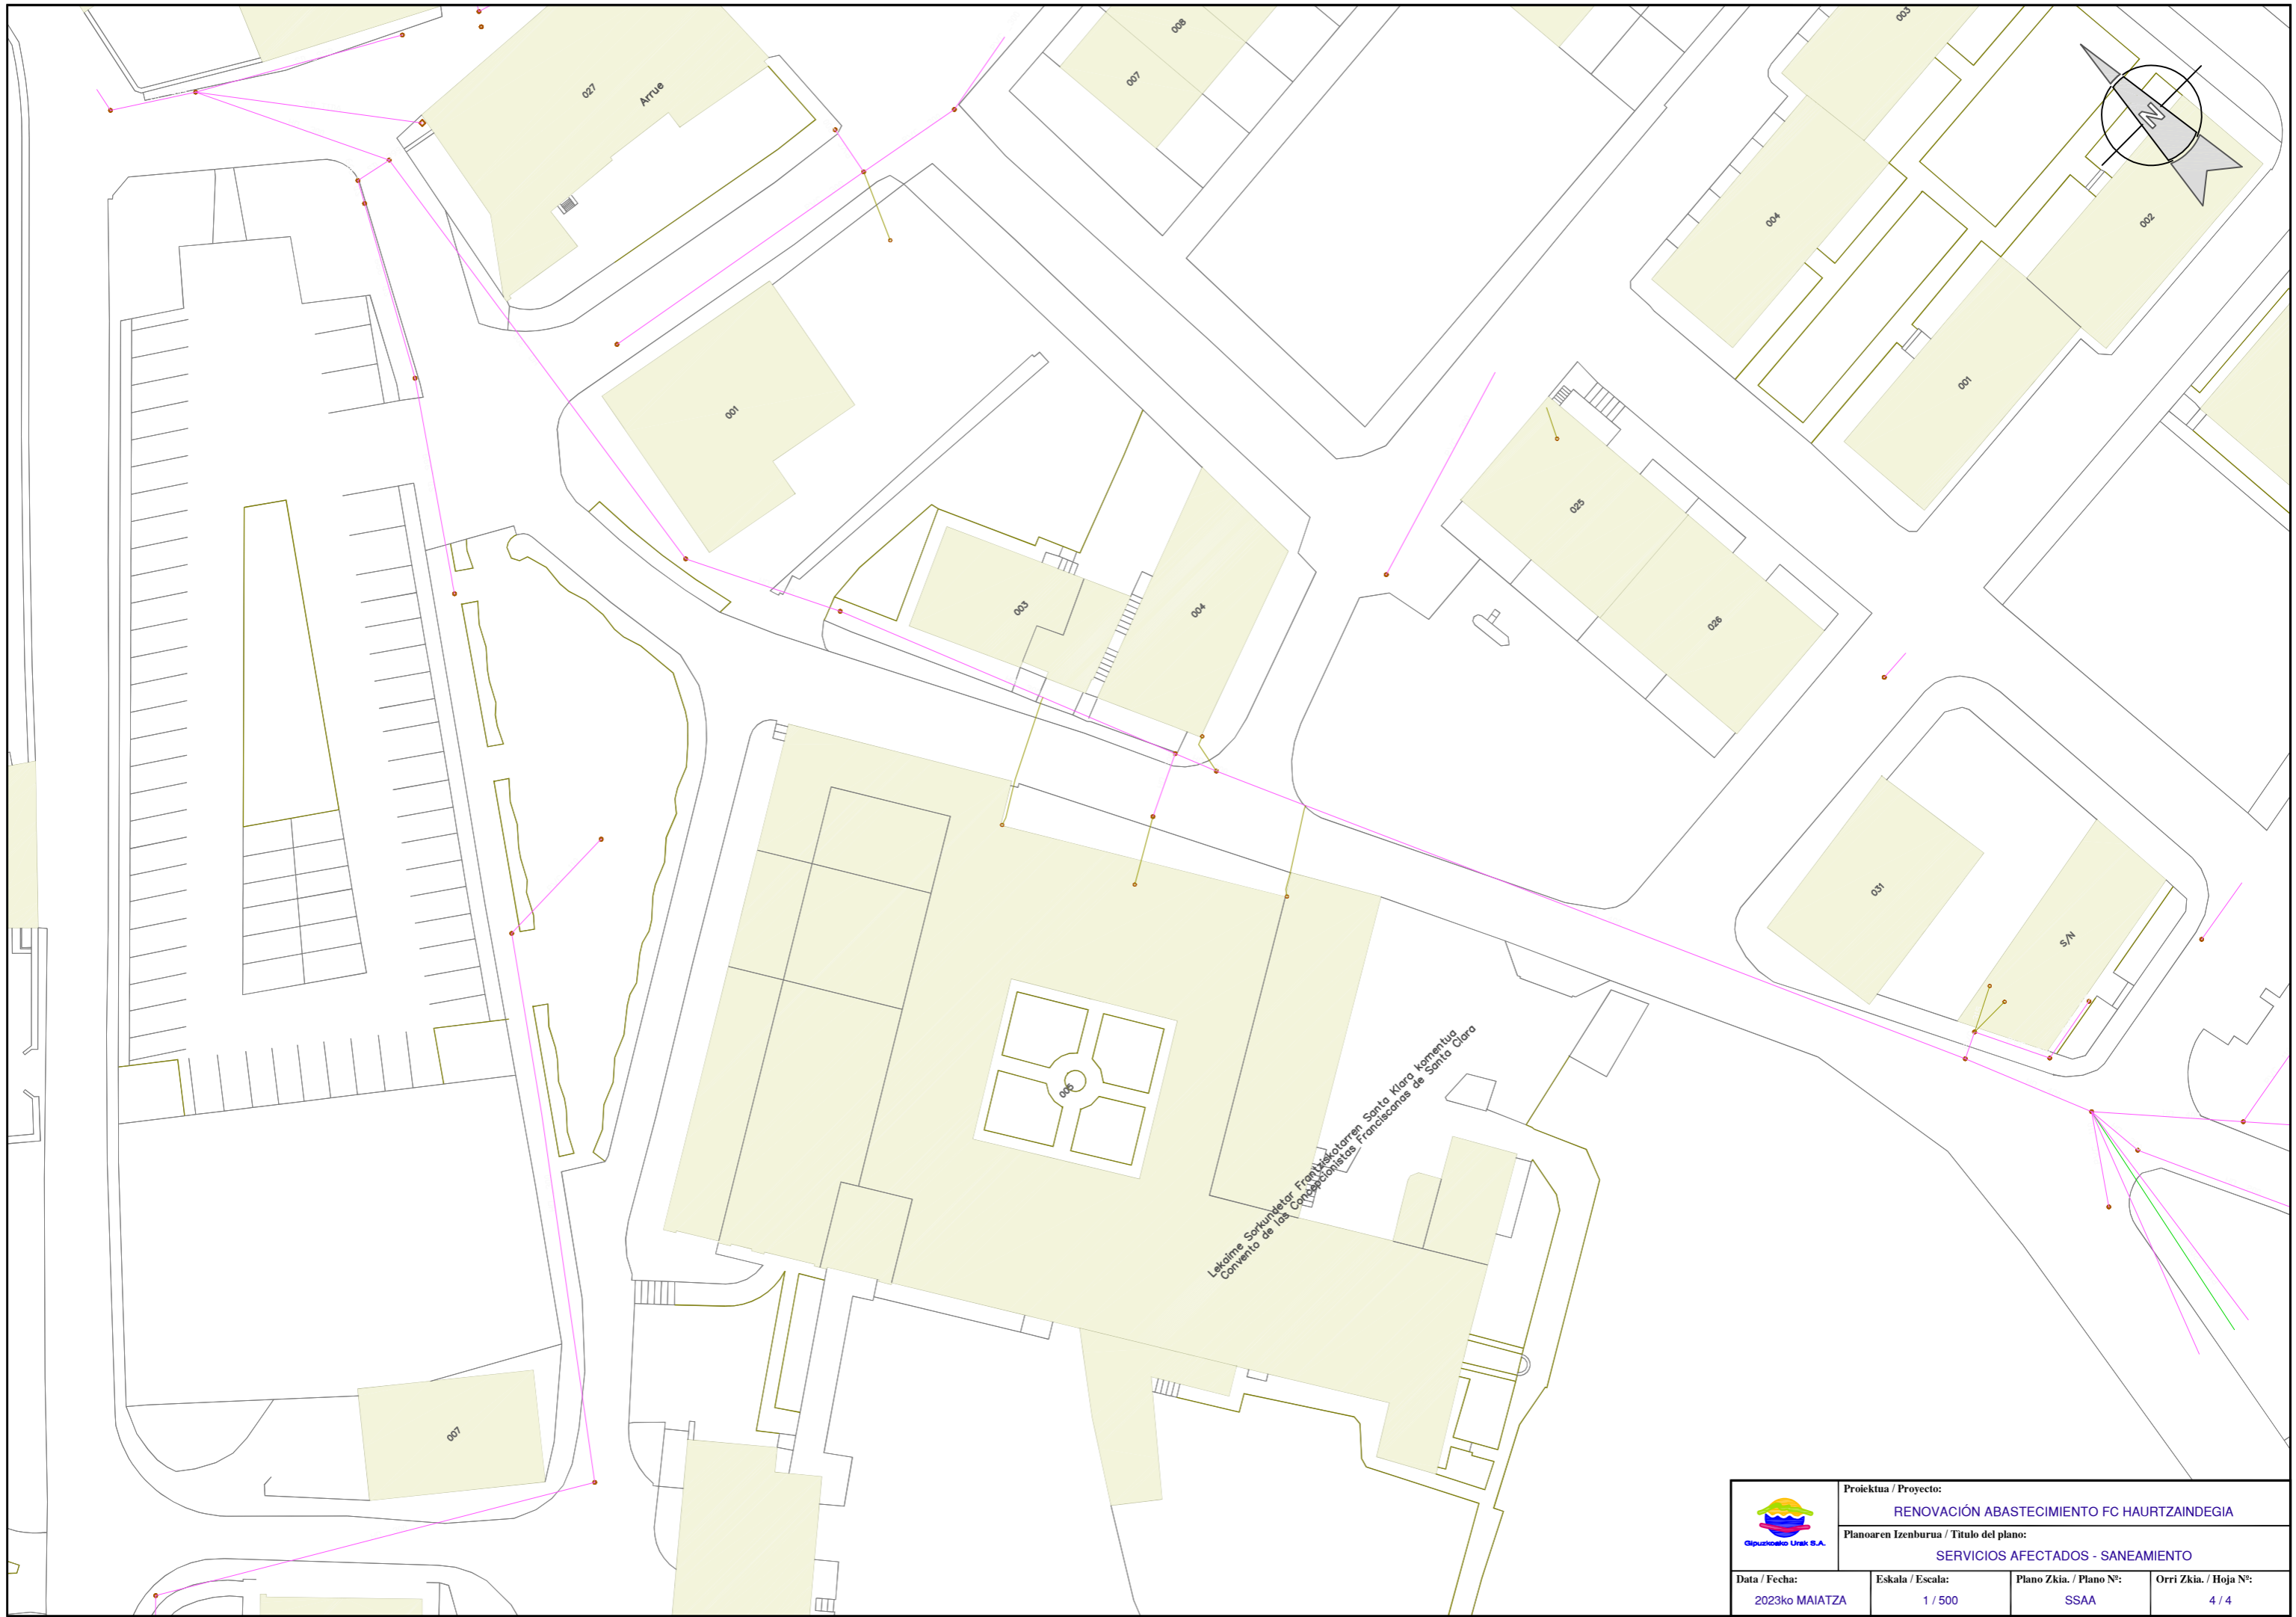 008
007
003
027
Arrue
N
004
002
001
001
025
003
004
026
031
S/N
005
Lekaime Sorkundetar Frantziskotarren Santa Klara komentua
Convento de las Concepcionistas Franciscanas de Santa Clara
007
Gipuzkoako Urak S.A.
Proiektua / Proyecto:
RENOVACIÓN ABASTECIMIENTO FC HAURTZAINDEGIA
Planoaren Izenburua / Titulo del plano:
SERVICIOS AFECTADOS - SANEAMIENTO
Data / Fecha:
2023ko MAIATZA
Eskala / Escala:
1 / 500
Plano Zkia. / Plano Nº:
SSAA
Orri Zkia. / Hoja Nº:
4 / 4